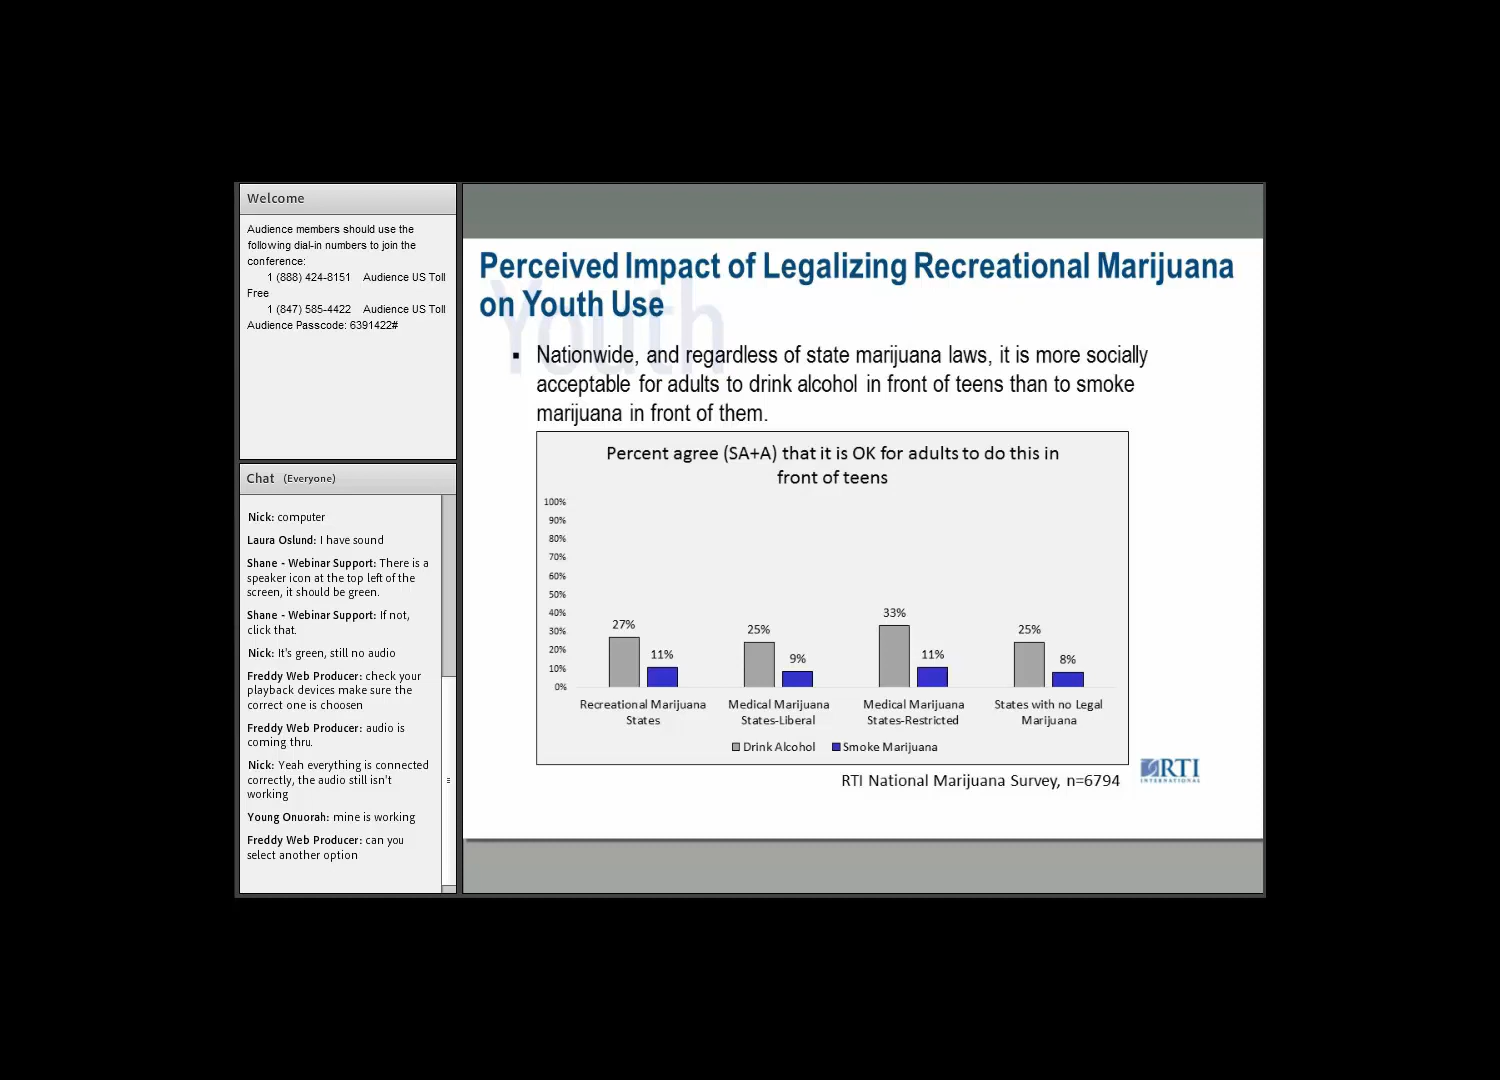 Welcome
Audience members should use the
following dial-in numbers to join the
conference:
1 (888) 424-8151 Audience US Toll
Free
1 (847) 585-4422 Audience US Toll
Audience Passcode: 6391422#
Chat (Everyone)
Nick: computer
Laura Oslund: I have sound
Shane - Webinar Support: There is a
speaker icon at the top left of the
screen, it should be green.
Shane - Webinar Support: If not,
click that.
Nick: It's green, still no audio
Freddy Web Producer: check your
playback devices make sure the
correct one is choosen
Freddy Web Producer: audio is
coming thru.
Nick: Yeah everything is connected
correctly, the audio still isn't
working
Young Onuorah: mine is working
Freddy Web Producer: can you
select another option
Youth
Perceived Impact of Legalizing Recreational Marijuana
on Youth Use
▪ Nationwide, and regardless of state marijuana laws, it is more socially
acceptable for adults to drink alcohol in front of teens than to smoke
marijuana in front of them.
Percent agree (SA+A) that it is OK for adults to do this in
front of teens
100%
90%
80%
70%
60%
50%
40%
30%
20%
10%
0%
27%
11%
25%
9%
33%
11%
25%
8%
Recreational Marijuana
States
Medical Marijuana
States-Liberal
Medical Marijuana
States-Restricted
States with no Legal
Marijuana
Drink Alcohol
Smoke Marijuana
RTI National Marijuana Survey, n=6794
RTI
INTERNATIONAL